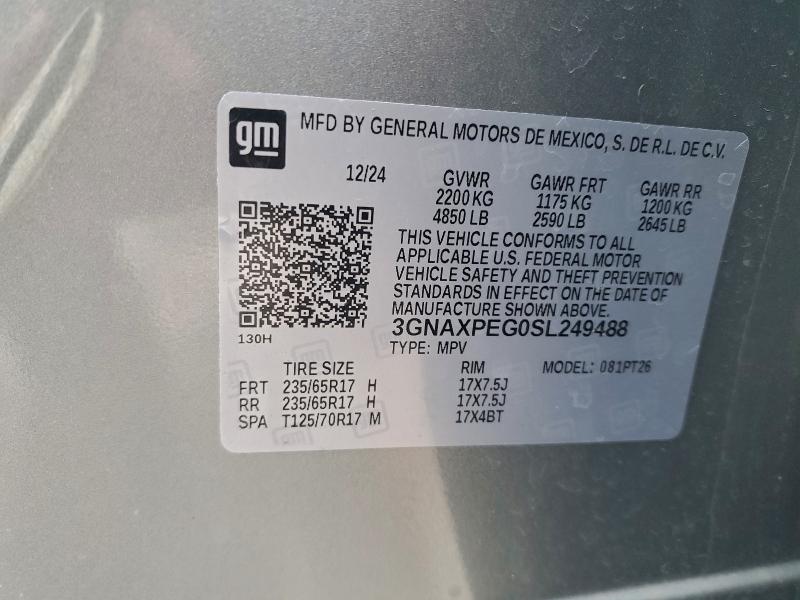 gm
MFD BY GENERAL MOTORS DE MEXICO, S. DE R.L. DE C.V.
12/24 GVWR GAWR FRT GAWR RR
2200 KG 1175 KG 1200 KG
4850 LB 2590 LB 2645 LB
THIS VEHICLE CONFORMS TO ALL
APPLICABLE U.S. FEDERAL MOTOR
VEHICLE SAFETY AND THEFT PREVENTION
STANDARDS IN EFFECT ON THE DATE OF
MANUFACTURE SHOWN ABOVE.
3GNAXPEG0SL249488
130H
TYPE: MPV
TIRE SIZE RIM MODEL: 081PT26
FRT 235/65R17 H 17X7.5J
RR 235/65R17 H 17X7.5J
SPA T125/70R17 M 17X4BT